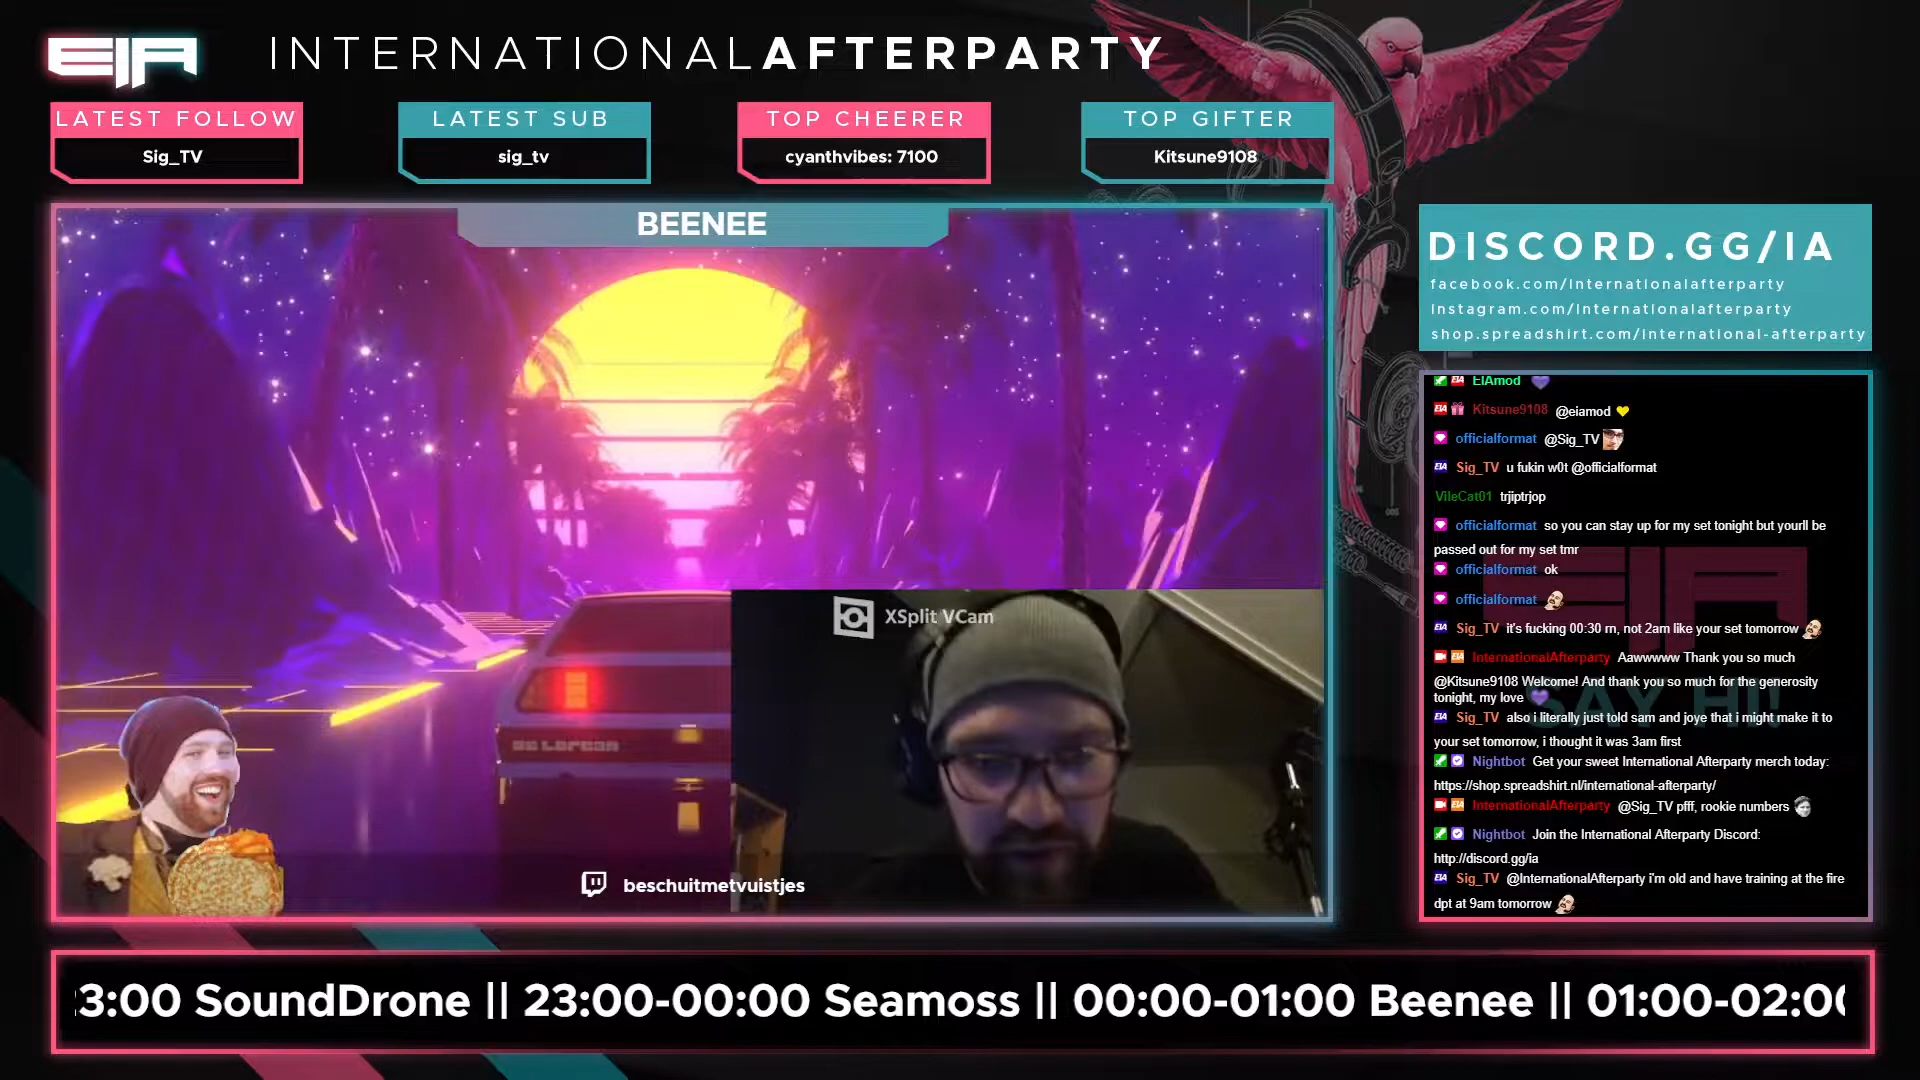 EIA
INTERNATIONALAFTERPARTY
LATEST FOLLOW
Sig_TV
LATEST SUB
sig_tv
TOP CHEERER
cyanthvibes: 7100
TOP GIFTER
Kitsune9108
BEENEE
XSplit VCam
beschuitmetvuistjes
DISCORD.GG/IA
facebook.com/internationalafterparty
instagram.com/internationalafterparty
shop.spreadshirt.com/international-afterparty
EIAmod
Kitsune9108 @eiamod
officialformat @Sig_TV
Sig_TV u fukin w0t @officialformat
VileCat01 trjiptrjop
officialformat so you can stay up for my set tonight but yourll be
passed out for my set tmr
officialformat ok
officialformat
Sig_TV it's fucking 00:30 rn, not 2am like your set tomorrow
InternationalAfterparty Aawwwww Thank you so much
@Kitsune9108 Welcome! And thank you so much for the generosity
tonight, my love
Sig_TV also i literally just told sam and joye that i might make it to
your set tomorrow, i thought it was 3am first
Nightbot Get your sweet International Afterparty merch today:
https://shop.spreadshirt.nl/international-afterparty/
InternationalAfterparty @Sig_TV pfff, rookie numbers
Nightbot Join the International Afterparty Discord:
http://discord.gg/ia
Sig_TV @InternationalAfterparty i'm old and have training at the fire
dpt at 9am tomorrow
EIA
SAY HI!
3:00 SoundDrone || 23:00-00:00 Seamoss || 00:00-01:00 Beenee || 01:00-02:00